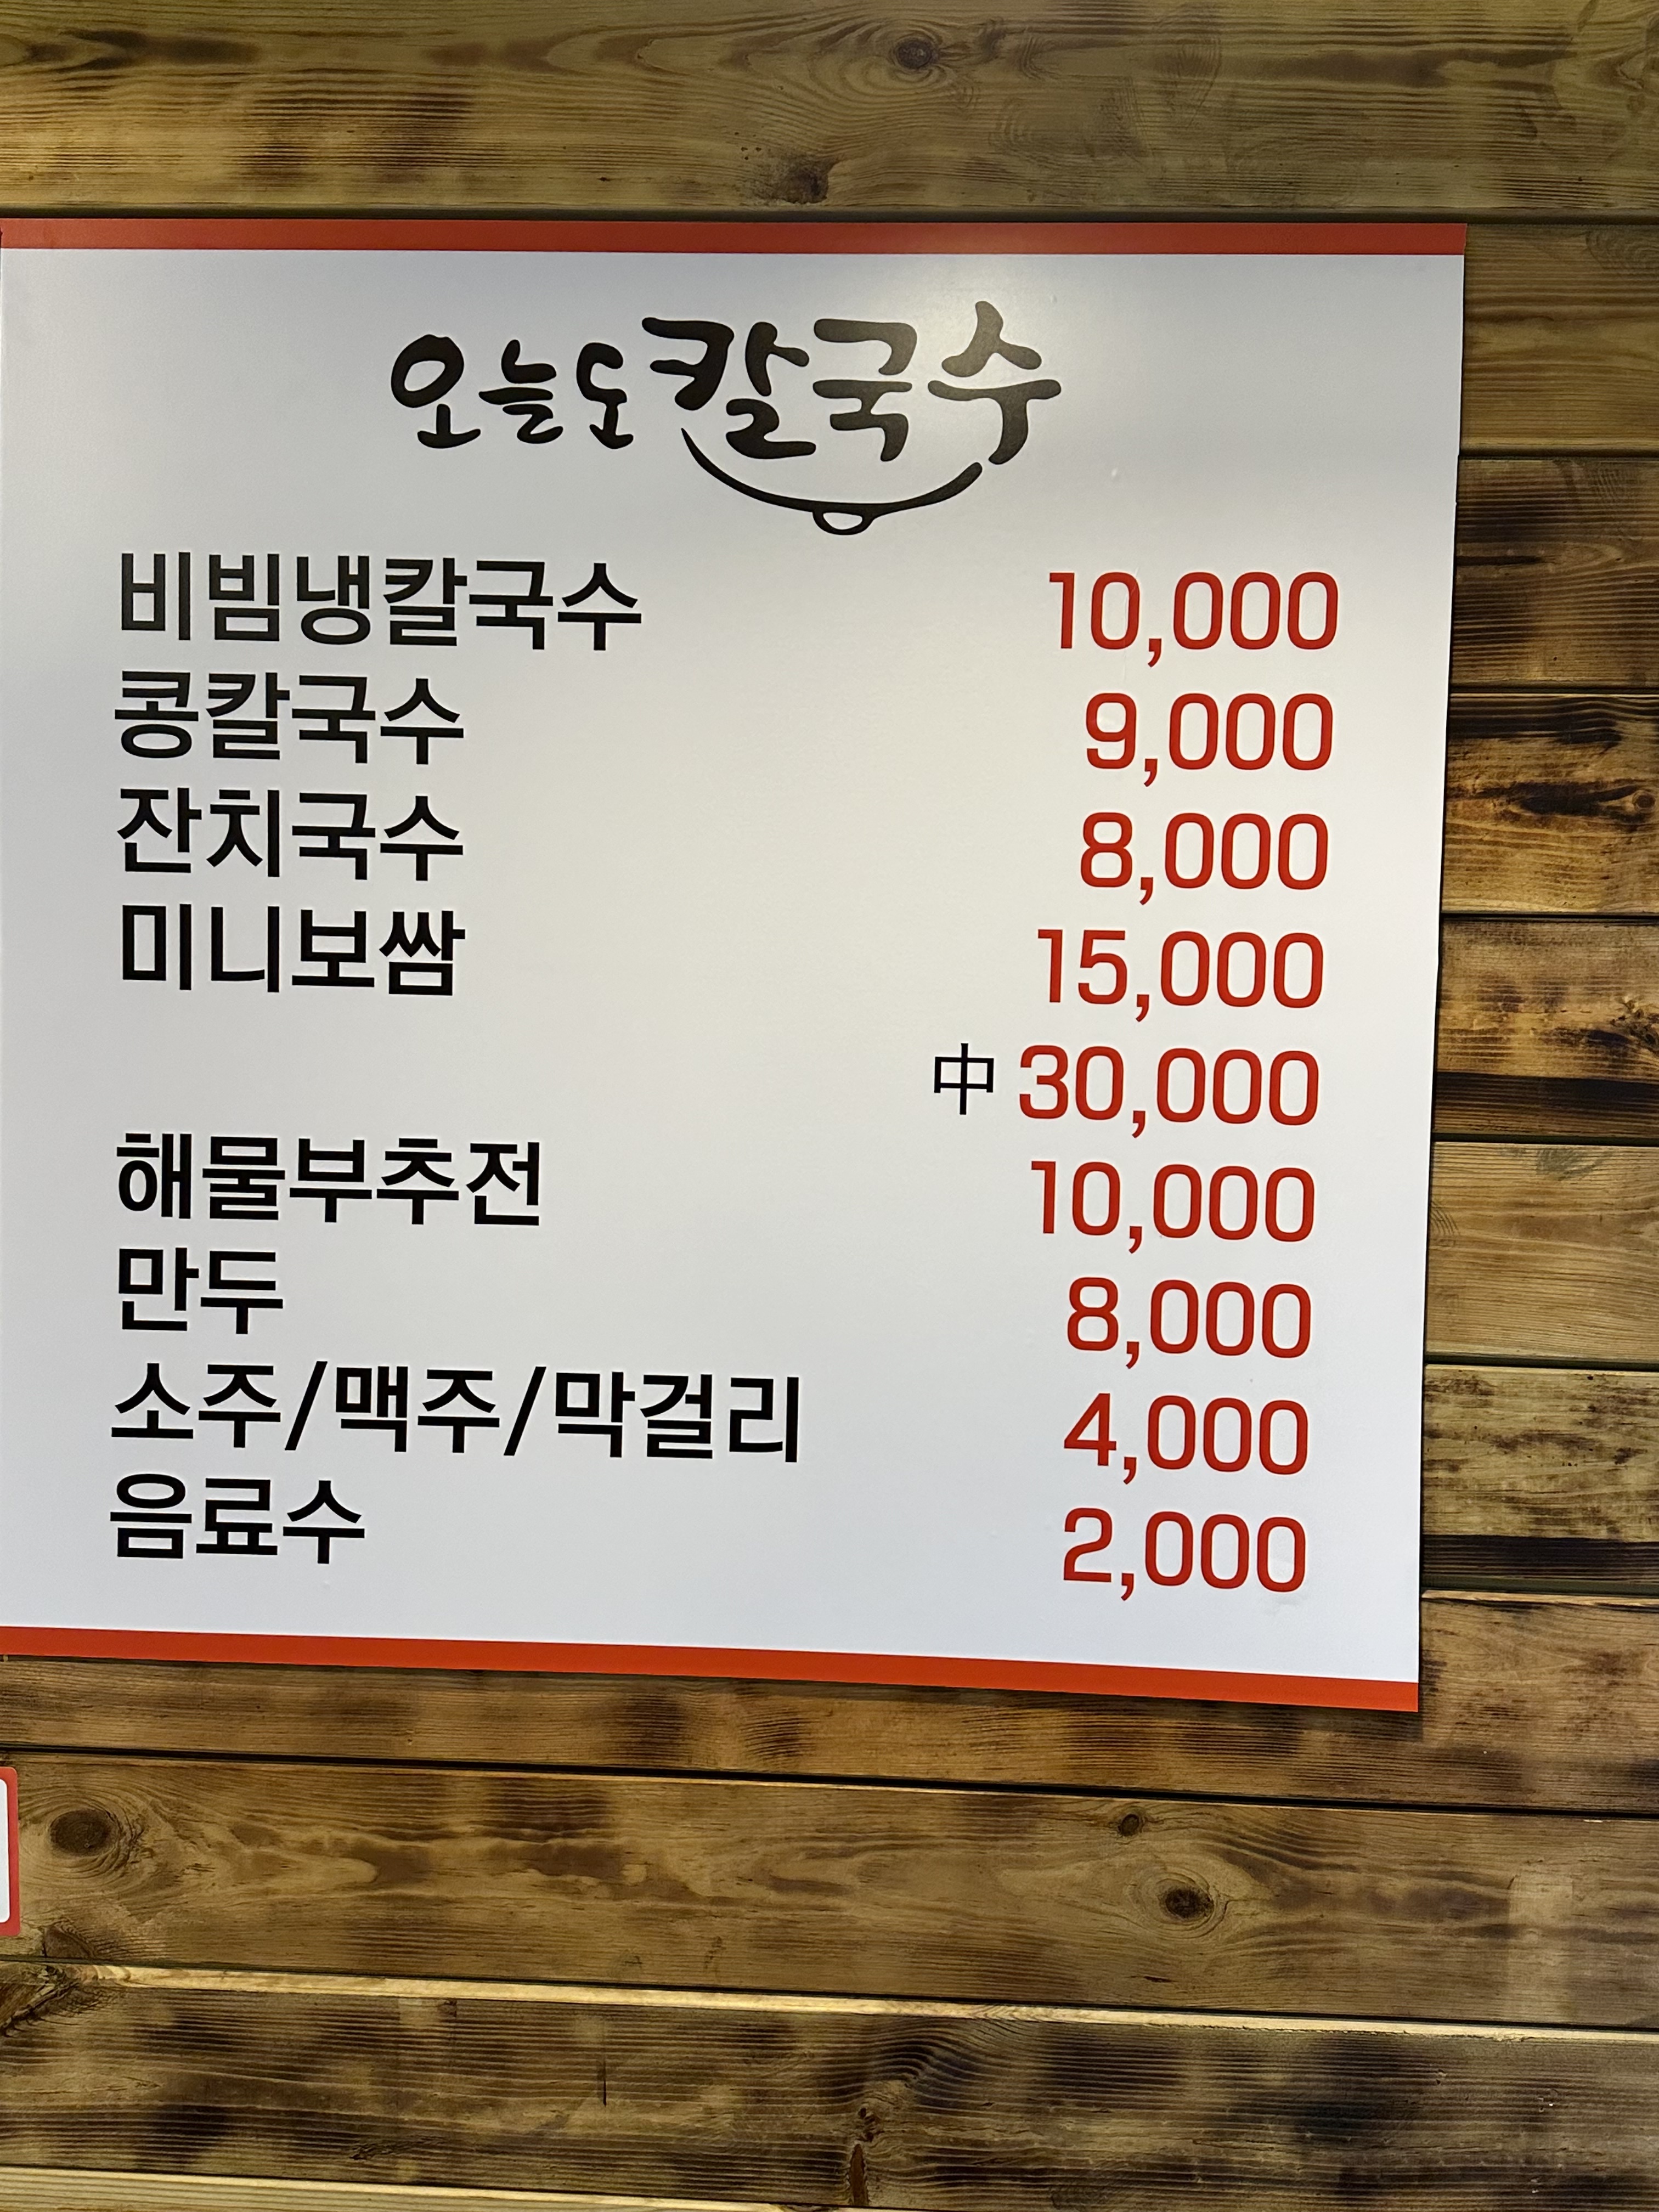 오늘도칼국수
비빔냉칼국수 10,000
콩칼국수 9,000
잔치국수 8,000
미니보쌈 15,000
中 30,000
해물부추전 10,000
만두 8,000
소주/맥주/막걸리 4,000
음료수 2,000